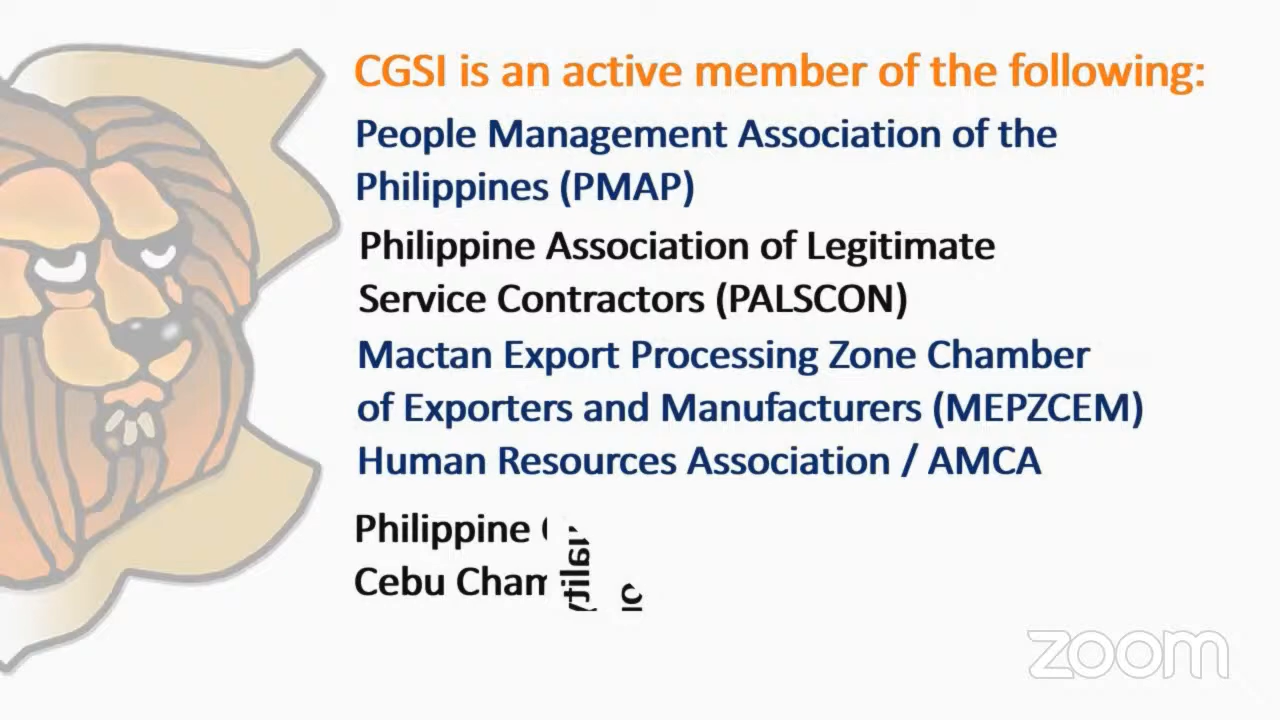 CGSI is an active member of the following:
People Management Association of the
Philippines (PMAP)
Philippine Association of Legitimate
Service Contractors (PALSCON)
Mactan Export Processing Zone Chamber
of Exporters and Manufacturers (MEPZCEM)
Human Resources Association / AMCA
Philippine
Cebu
zoom